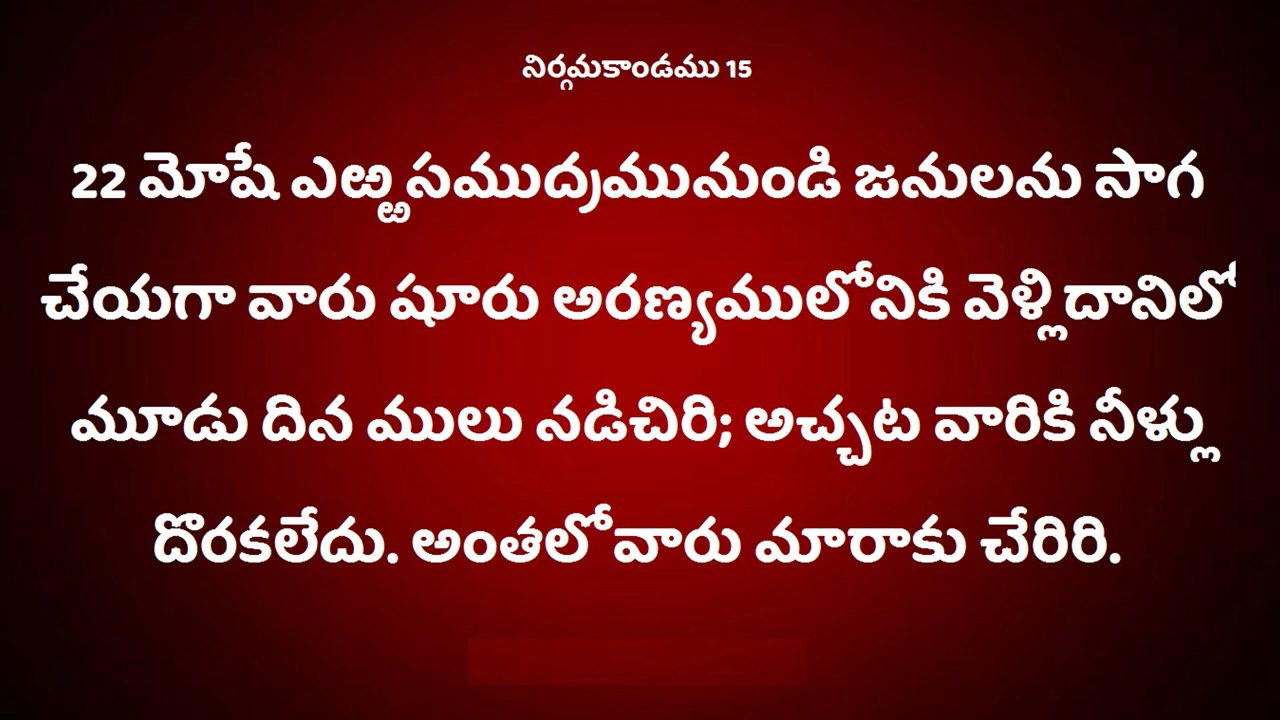 నిర్గమకాండము 15
22 మోషే ఎఱ్ఱసముద్రమునుండి జనులను సాగ
చేయగా వారు షూరు అరణ్యములోనికి వెళ్లిదానిలో
మూడు దిన ములు నడిచిరి; అచ్చట వారికి నీళ్లు
దొరకలేదు. అంతలోవారు మారాకు చేరిరి.